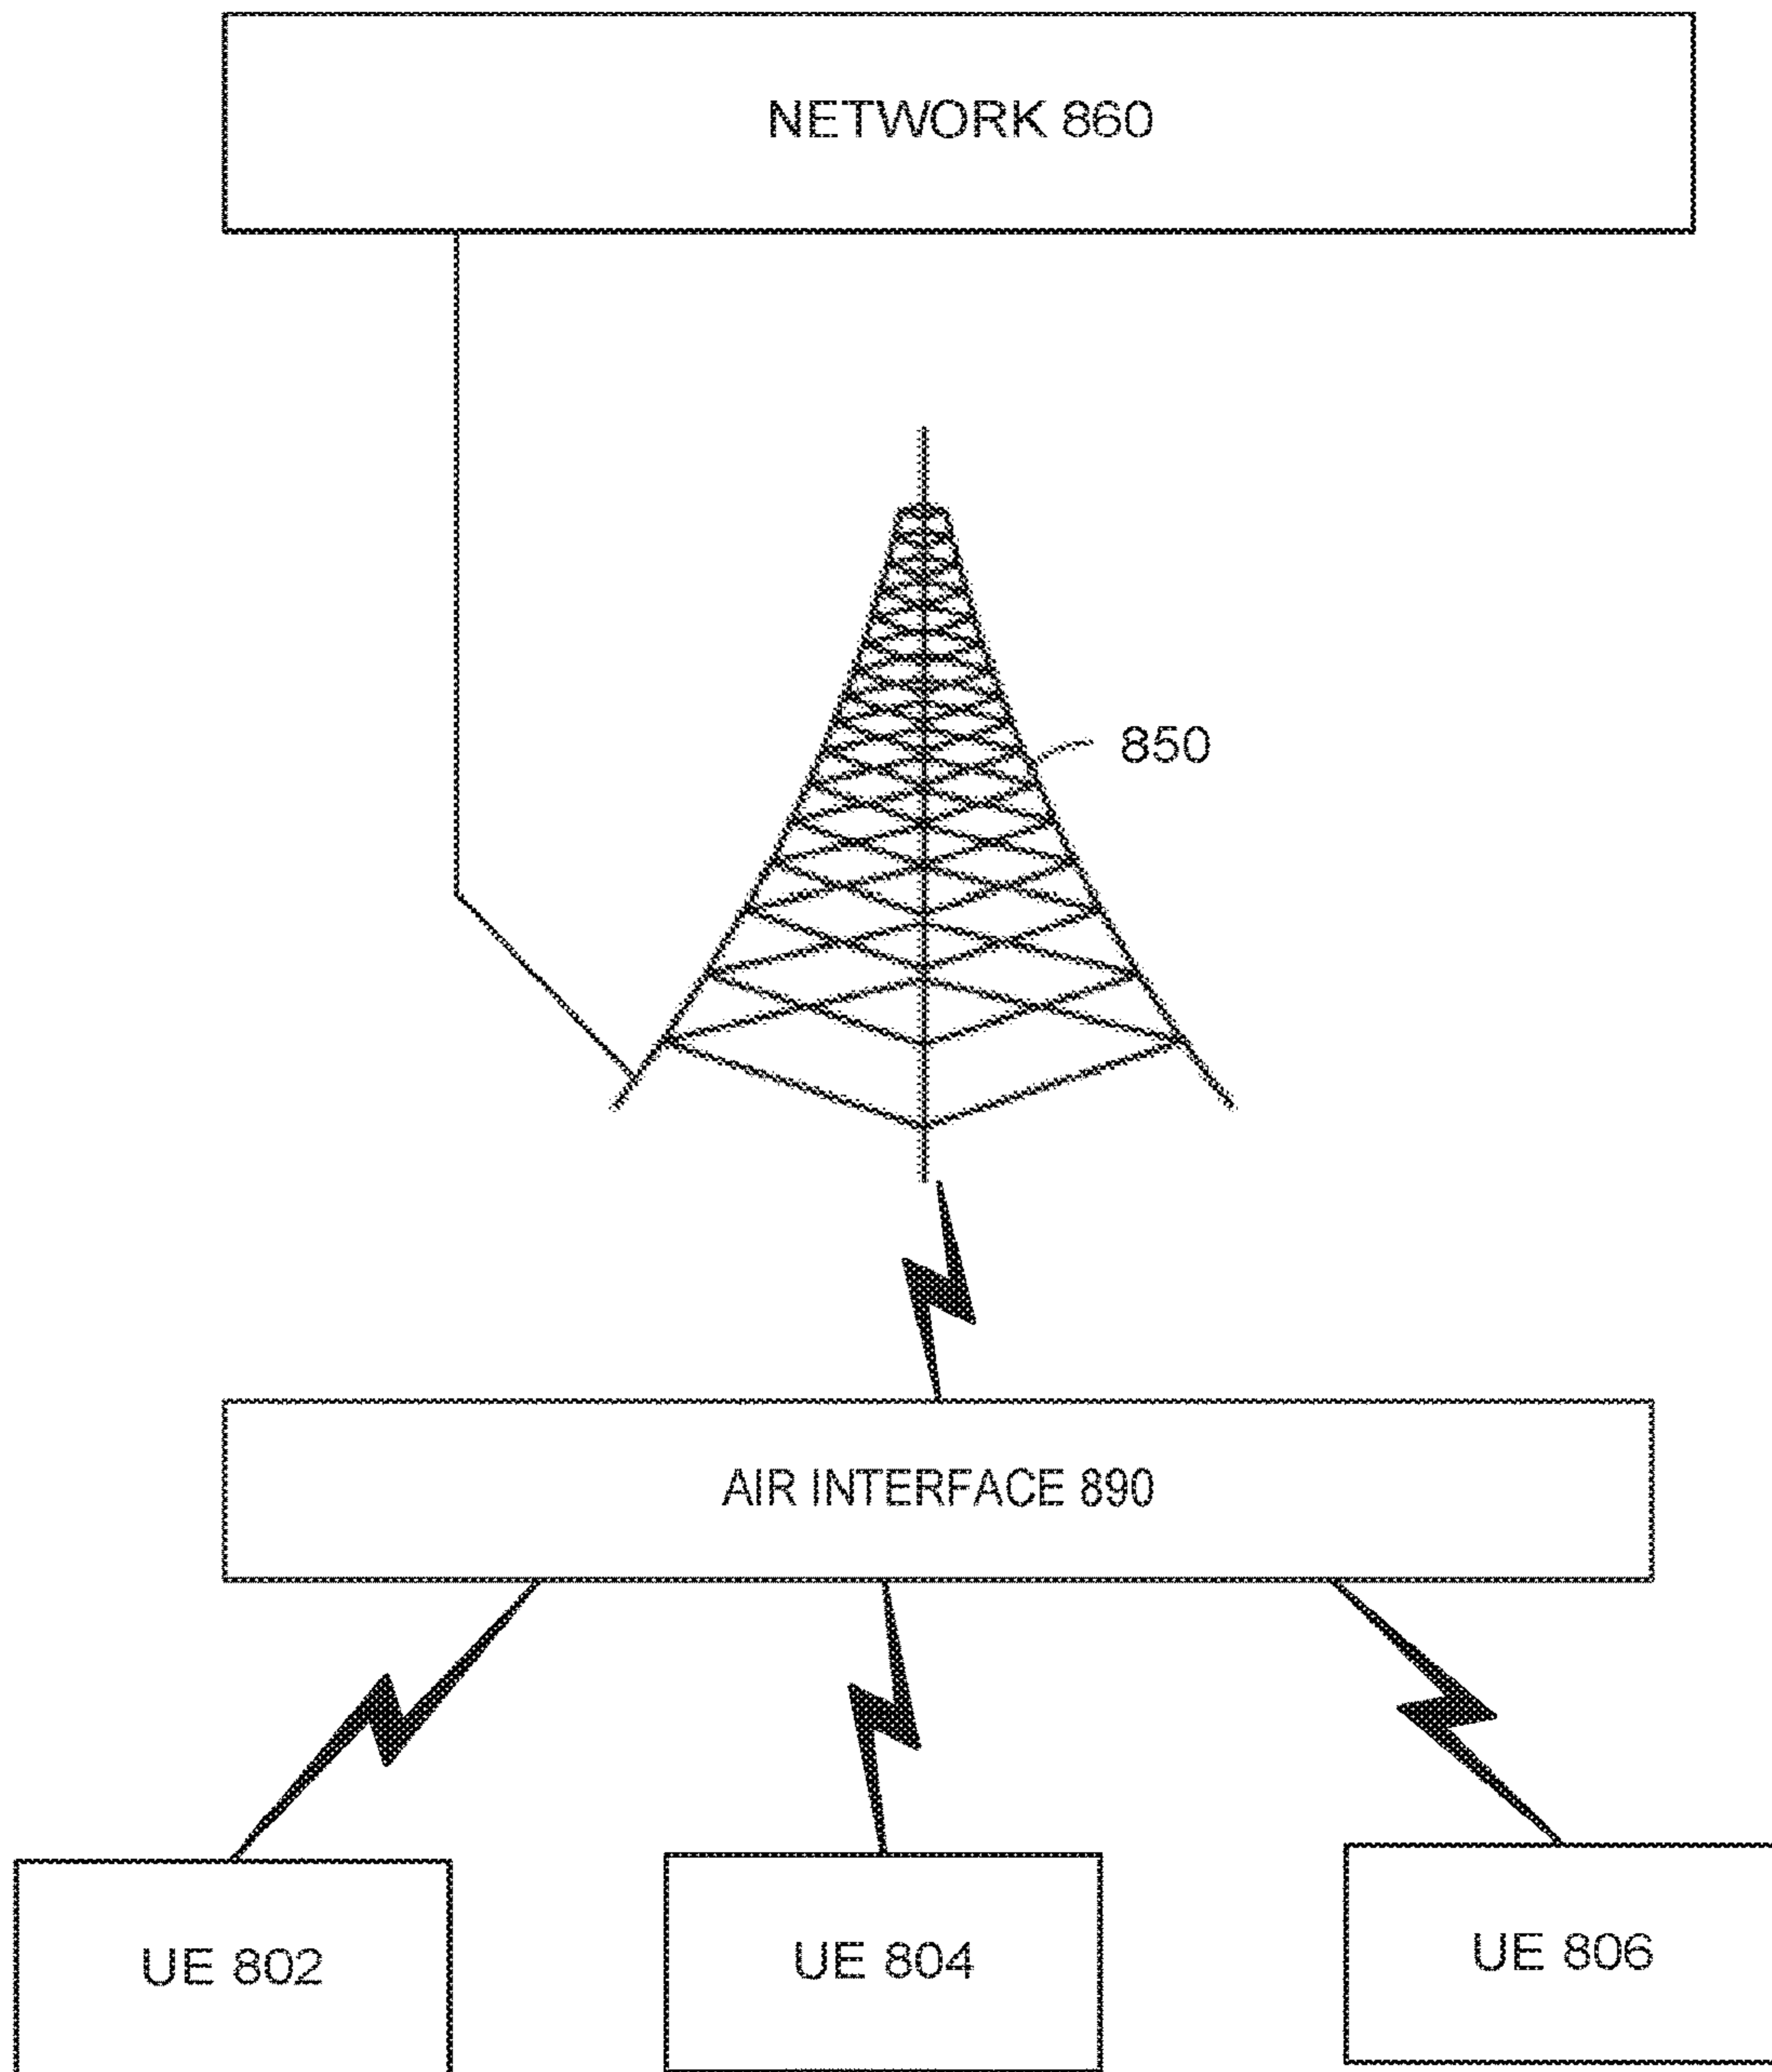 NETWORK 860
850
AIR INTERFACE 890
UE 802
UE 804
UE 806